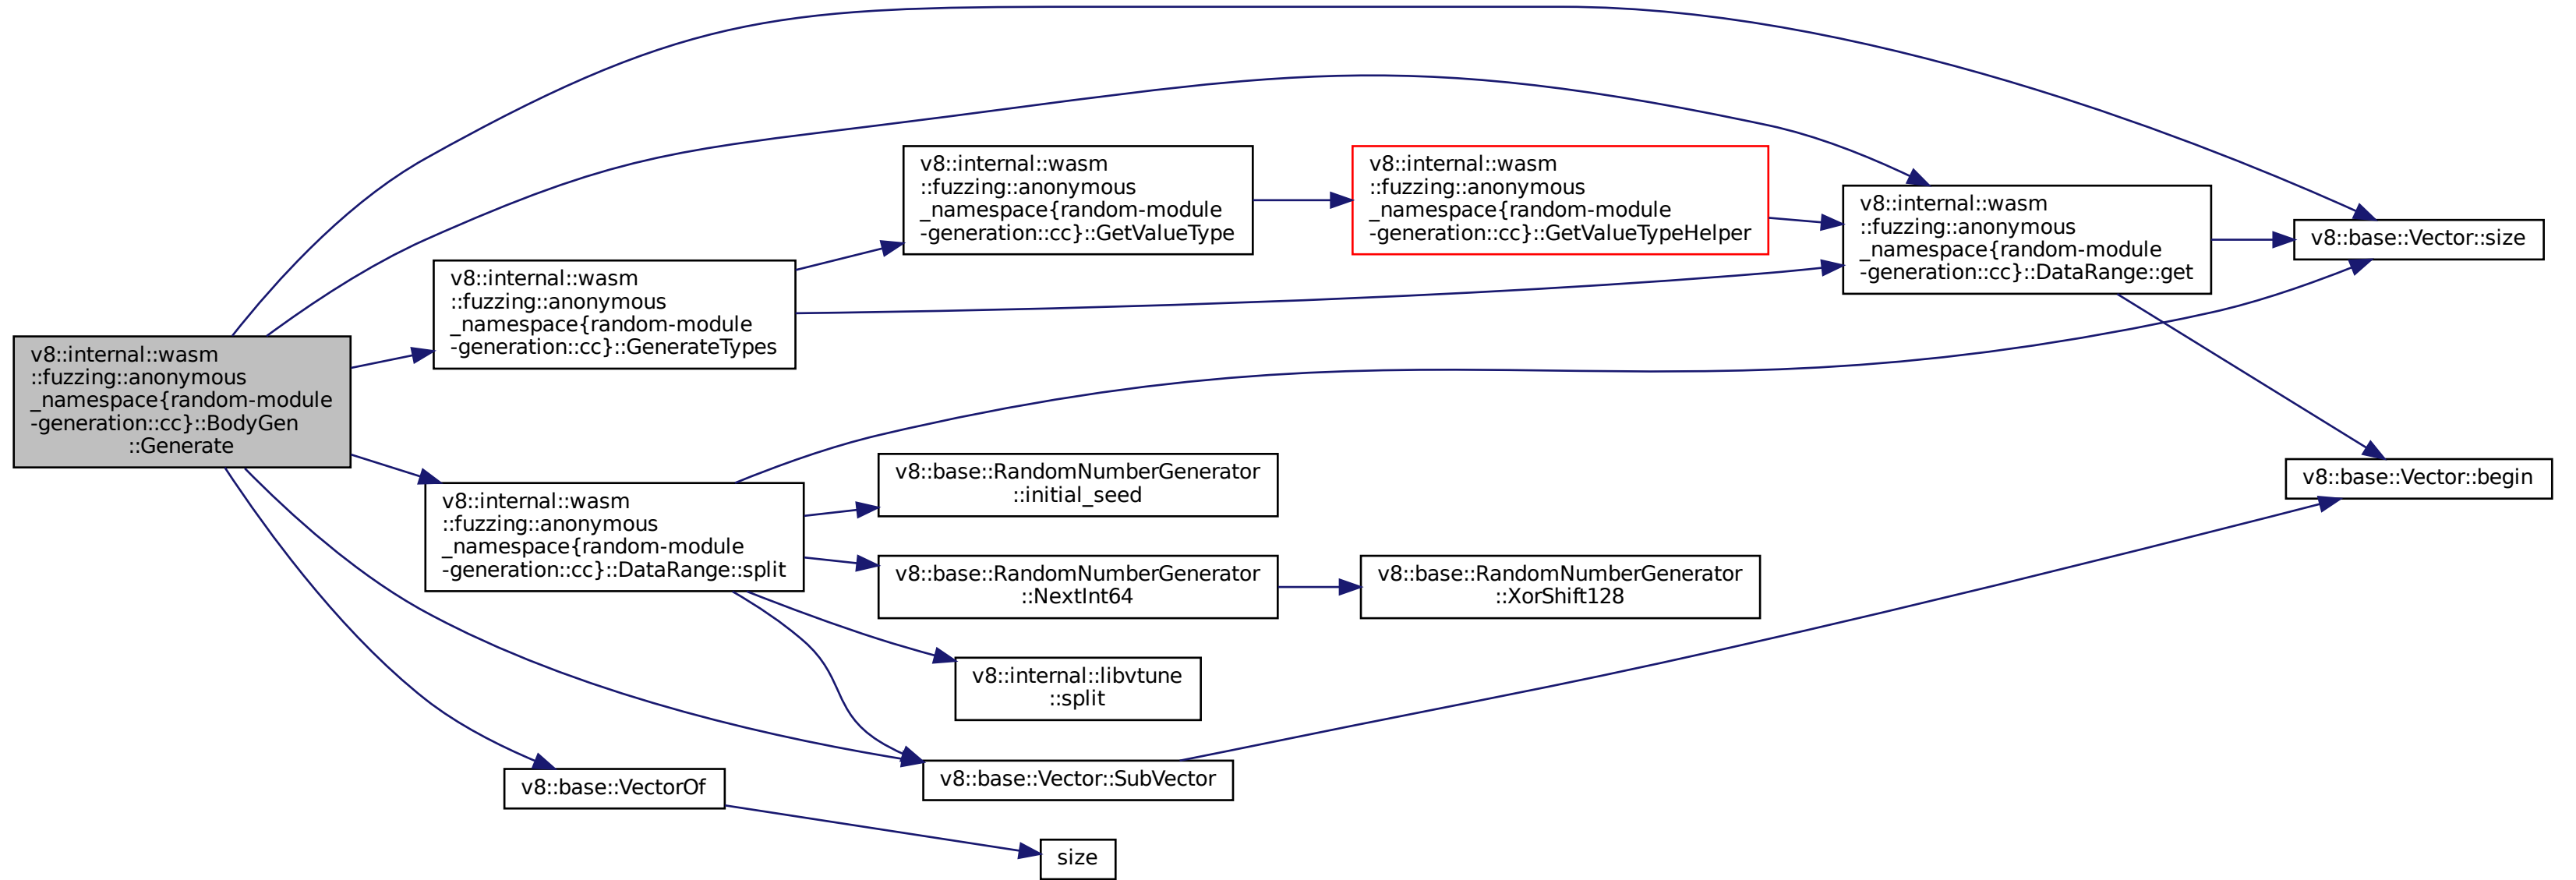 v8::internal::wasm
::fuzzing::anonymous
_namespace{random-module
-generation::cc}::BodyGen
::Generate
v8::internal::wasm
::fuzzing::anonymous
_namespace{random-module
-generation::cc}::GenerateTypes
v8::internal::wasm
::fuzzing::anonymous
_namespace{random-module
-generation::cc}::GetValueType
v8::internal::wasm
::fuzzing::anonymous
_namespace{random-module
-generation::cc}::GetValueTypeHelper
v8::internal::wasm
::fuzzing::anonymous
_namespace{random-module
-generation::cc}::DataRange::get
v8::base::Vector::size
v8::base::Vector::begin
v8::internal::wasm
::fuzzing::anonymous
_namespace{random-module
-generation::cc}::DataRange::split
v8::base::RandomNumberGenerator
::initial_seed
v8::base::RandomNumberGenerator
::NextInt64
v8::base::RandomNumberGenerator
::XorShift128
v8::internal::libvtune
::split
v8::base::Vector::SubVector
v8::base::VectorOf
size